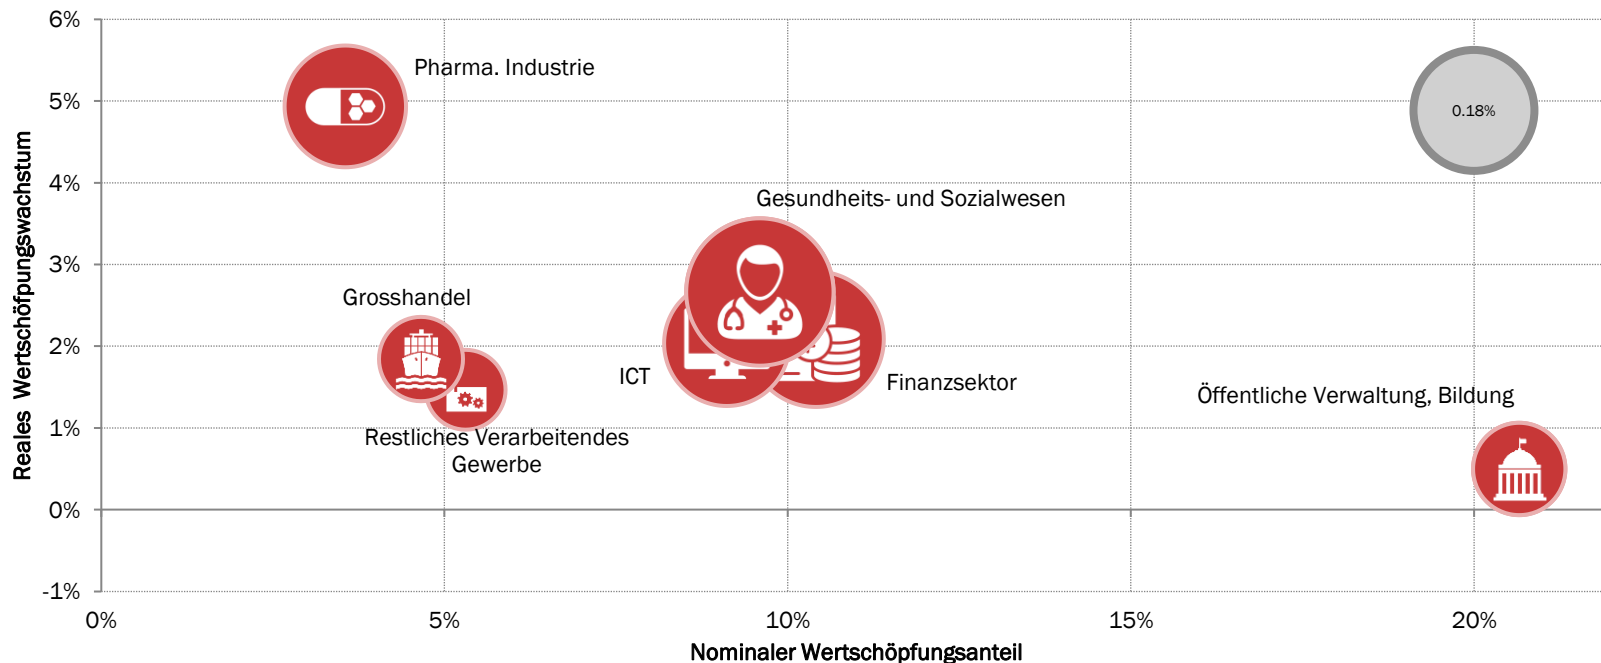 6%
5%
4%
3%
2%
1%
0%
-1%
Reales Wertschöfpungswachstum
Pharma. Industrie
0.18%
Gesundheits- und Sozialwesen
Grosshandel
ICT
Finanzsektor
Öffentliche Verwaltung, Bildung
Restliches Verarbeitendes
Gewerbe
0%
5%
10%
15%
20%
Nominaler Wertschöpfungsanteil